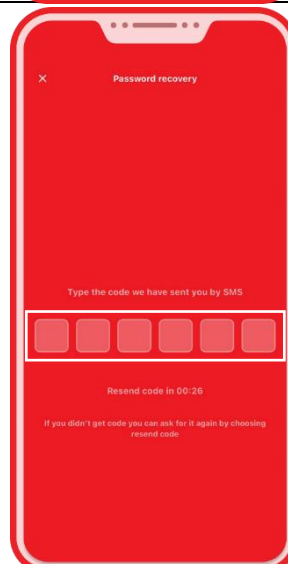 Password recovery
Type the code we have sent you by SMS
Resend code in 00:26
If you didn't get code you can ask for it again by choosing
resend code